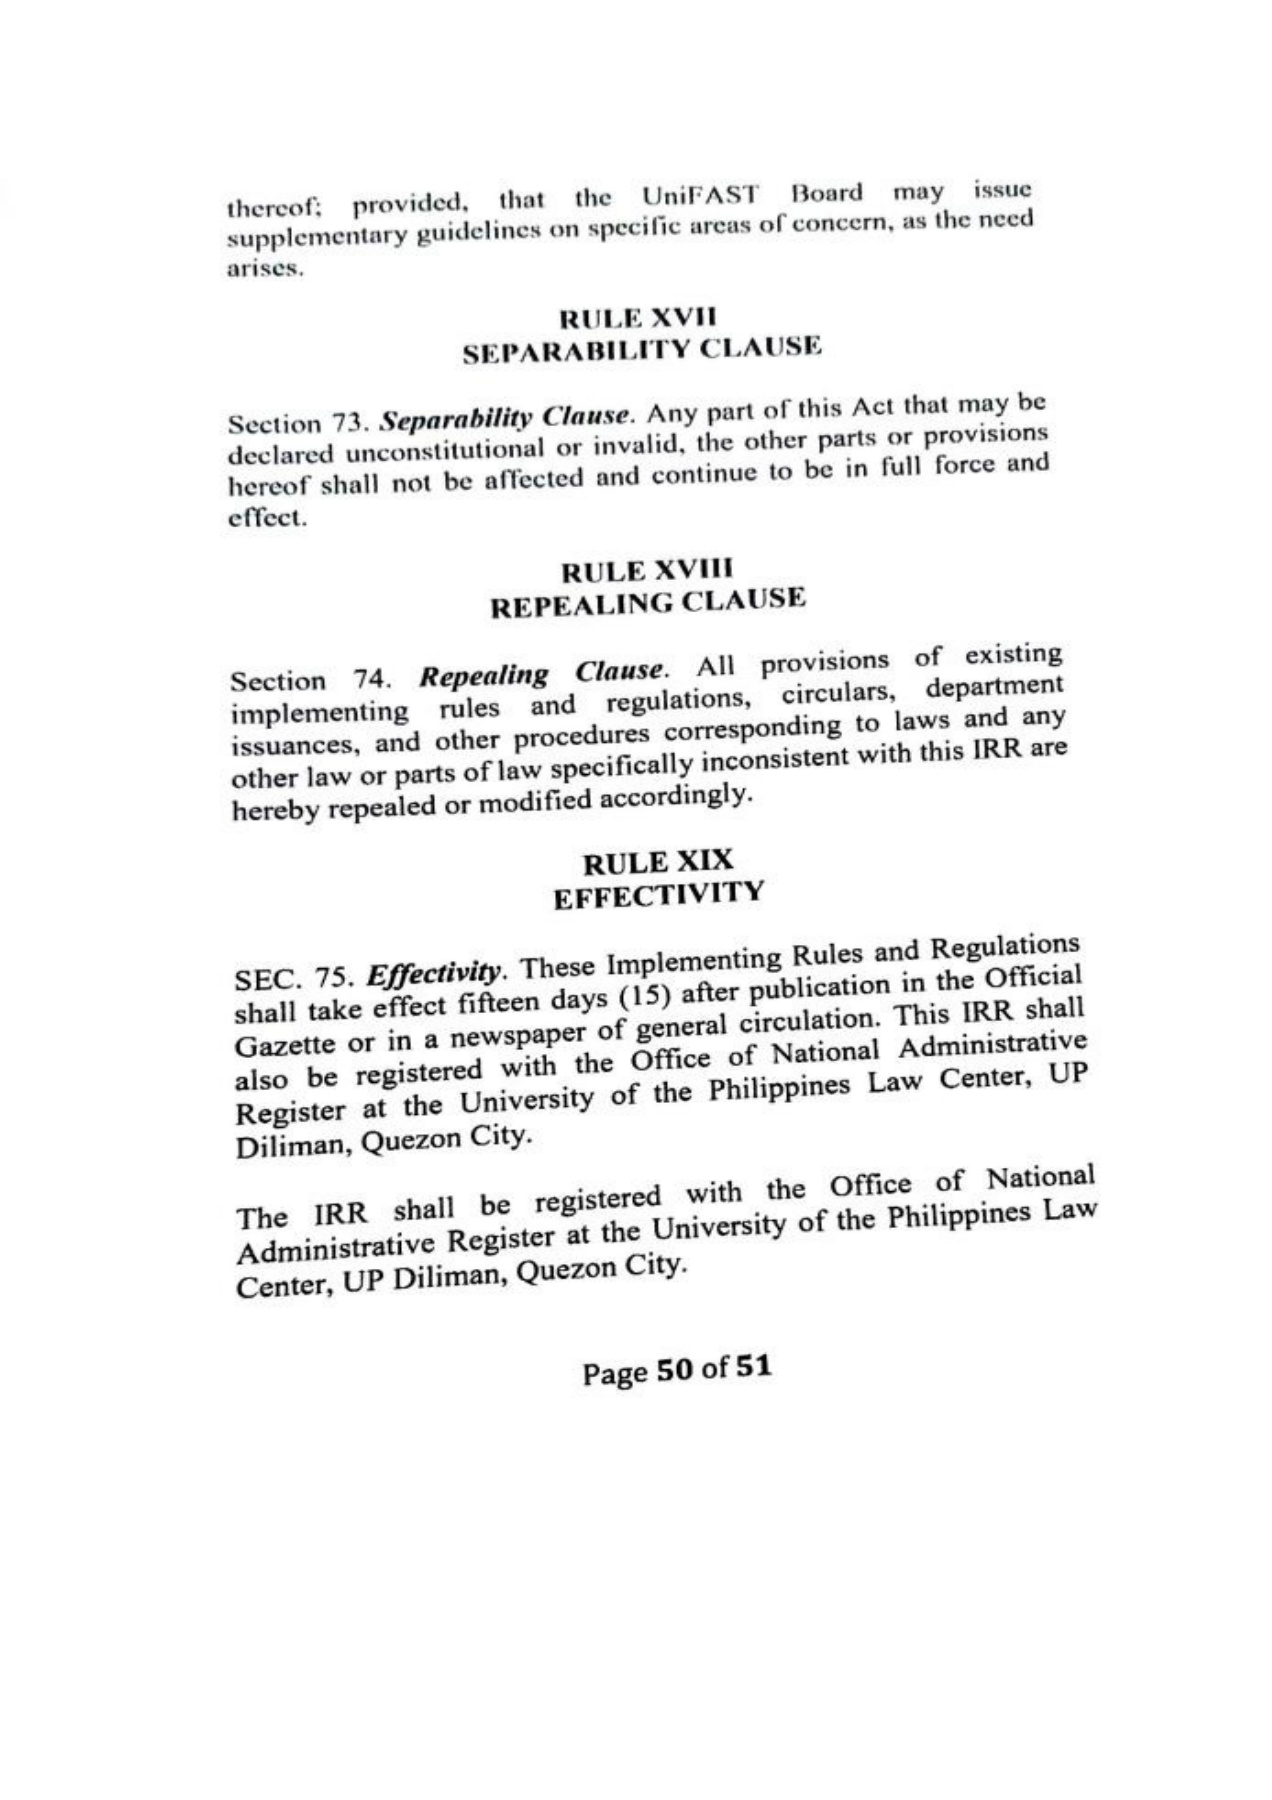 thereof; provided, that the UniFAST Board may issue
supplementary guidelines on specific areas of concern, as the need
arises.
RULE XVII
SEPARABILITY CLAUSE
Section 73. Separability Clause. Any part of this Act that may be
declared unconstitutional or invalid, the other parts or provisions
hereof shall not be affected and continue to be in full force and
effect.
RULE XVIII
REPEALING CLAUSE
Section 74. Repealing Clause. All provisions of existing
implementing rules and regulations, circulars, department
issuances, and other procedures corresponding to laws and any
other law or parts of law specifically inconsistent with this IRR are
hereby repealed or modified accordingly.
RULE XIX
EFFECTIVITY
SEC. 75. Effectivity. These Implementing Rules and Regulations
shall take effect fifteen days (15) after publication in the Official
Gazette or in a newspaper of general circulation. This IRR shall
also be registered with the Office of National Administrative
Register at the University of the Philippines Law Center, UP
Diliman, Quezon City.
The IRR shall be registered with the Office of National
Administrative Register at the University of the Philippines Law
Center, UP Diliman, Quezon City.
Page 50 of 51